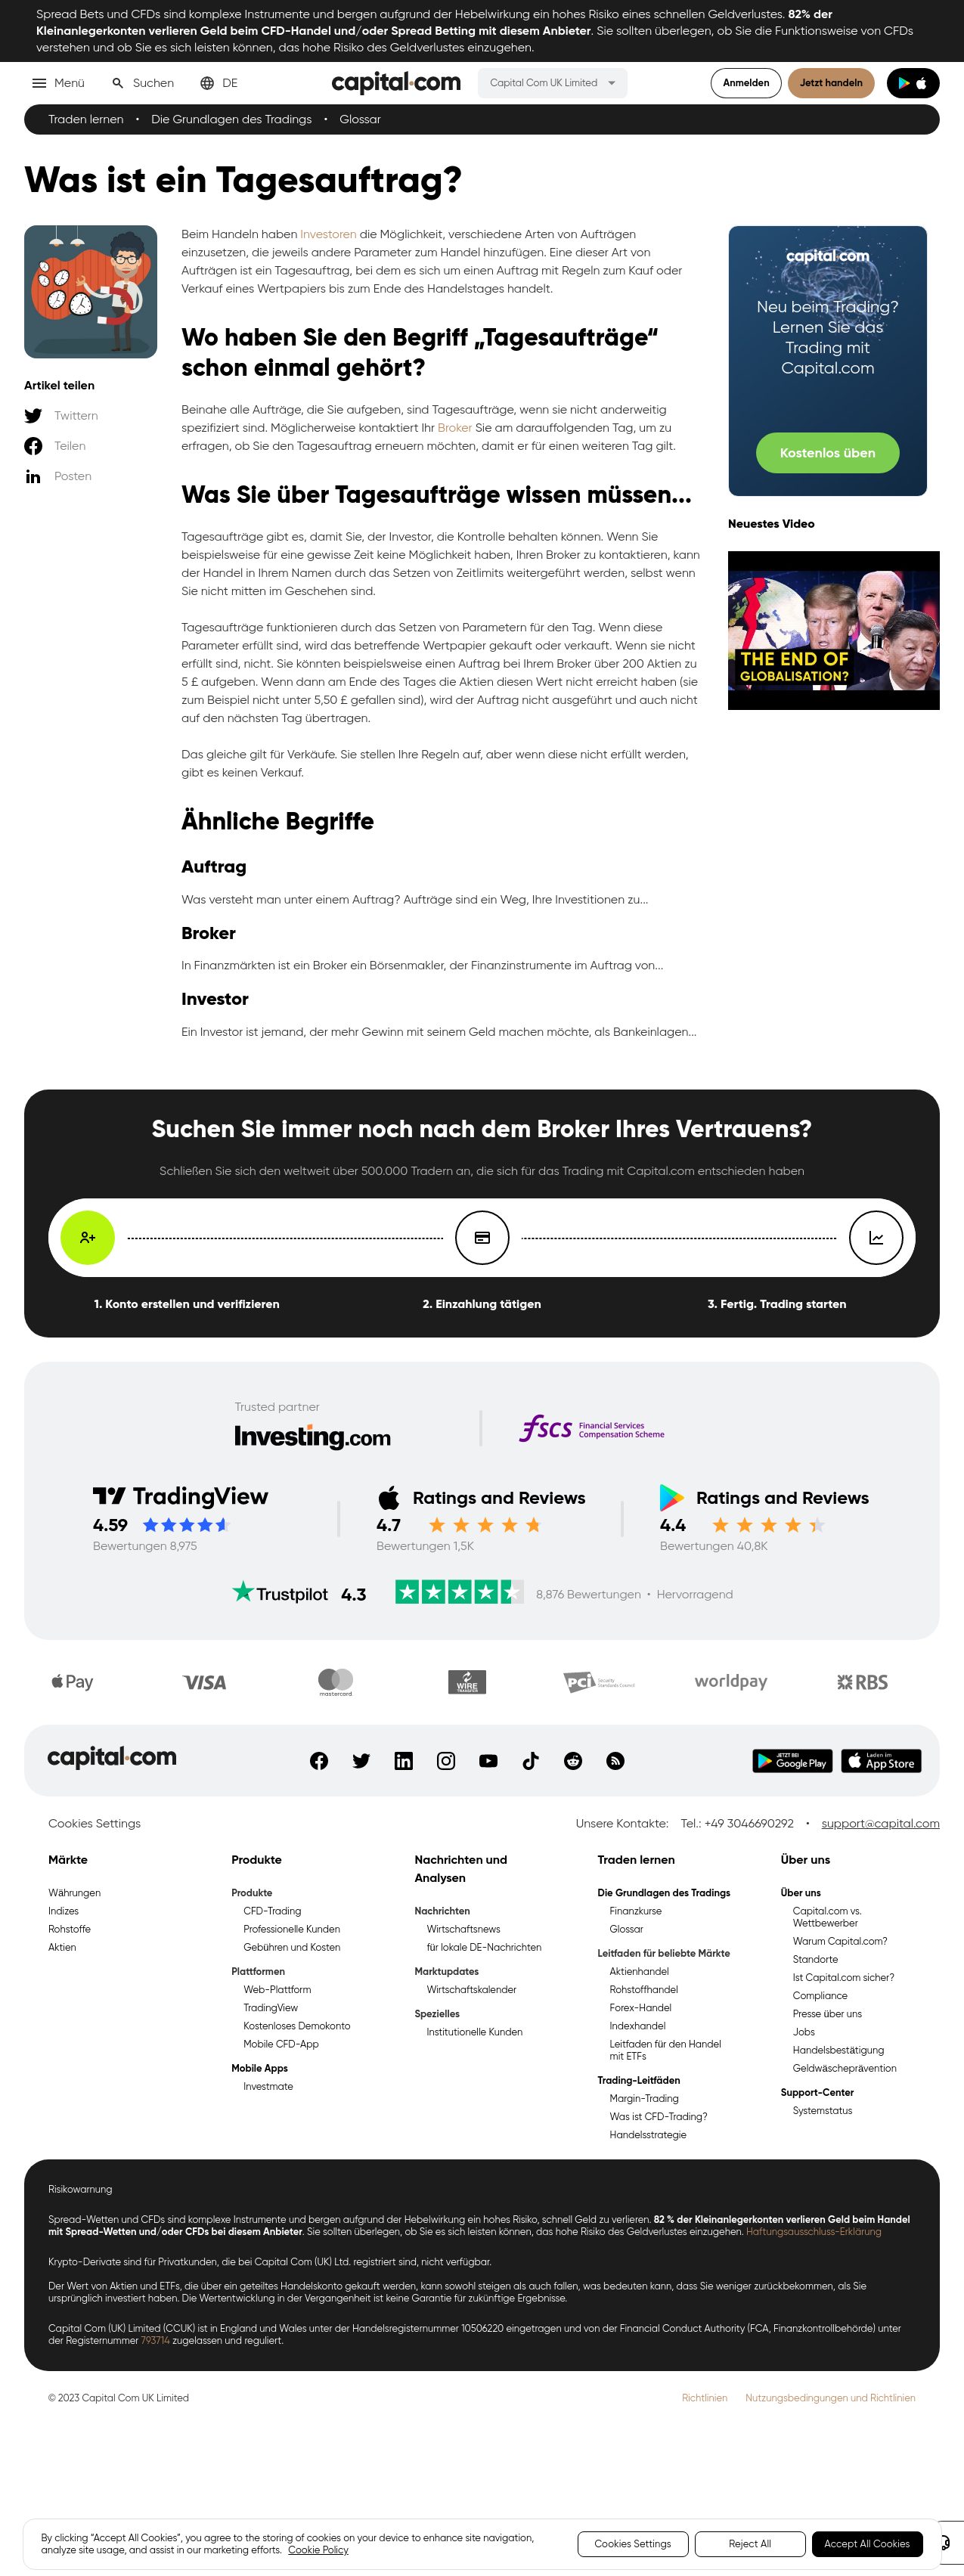 Spread Bets und CFDs sind komplexe Instrumente und bergen aufgrund der Hebelwirkung ein hohes Risiko eines schnellen Geldverlustes. 82% der
Kleinanlegerkonten verlieren Geld beim CFD-Handel und/oder Spread Betting mit diesem Anbieter. Sie sollten überlegen, ob Sie die Funktionsweise von CFDs
verstehen und ob Sie es sich leisten können, das hohe Risiko des Geldverlustes einzugehen.
Menü Suchen DE capital.com Capital Com UK Limited Anmelden Jetzt handeln
Traden lernen • Die Grundlagen des Tradings • Glossar
Was ist ein Tagesauftrag?
Artikel teilen
Twittern
Teilen
Posten
Beim Handeln haben Investoren die Möglichkeit, verschiedene Arten von Aufträgen
einzusetzen, die jeweils andere Parameter zum Handel hinzufügen. Eine dieser Art von
Aufträgen ist ein Tagesauftrag, bei dem es sich um einen Auftrag mit Regeln zum Kauf oder
Verkauf eines Wertpapiers bis zum Ende des Handelstages handelt.
Wo haben Sie den Begriff „Tagesaufträge“
schon einmal gehört?
Beinahe alle Aufträge, die Sie aufgeben, sind Tagesaufträge, wenn sie nicht anderweitig
spezifiziert sind. Möglicherweise kontaktiert Ihr Broker Sie am darauffolgenden Tag, um zu
erfragen, ob Sie den Tagesauftrag erneuern möchten, damit er für einen weiteren Tag gilt.
Was Sie über Tagesaufträge wissen müssen...
Tagesaufträge gibt es, damit Sie, der Investor, die Kontrolle behalten können. Wenn Sie
beispielsweise für eine gewisse Zeit keine Möglichkeit haben, Ihren Broker zu kontaktieren, kann
der Handel in Ihrem Namen durch das Setzen von Zeitlimits weitergeführt werden, selbst wenn
Sie nicht mitten im Geschehen sind.
Tagesaufträge funktionieren durch das Setzen von Parametern für den Tag. Wenn diese
Parameter erfüllt sind, wird das betreffende Wertpapier gekauft oder verkauft. Wenn sie nicht
erfüllt sind, nicht. Sie könnten beispielsweise einen Auftrag bei Ihrem Broker über 200 Aktien zu
5 £ aufgeben. Wenn dann am Ende des Tages die Aktien diesen Wert nicht erreicht haben (sie
zum Beispiel nicht unter 5,50 £ gefallen sind), wird der Auftrag nicht ausgeführt und auch nicht
auf den nächsten Tag übertragen.
Das gleiche gilt für Verkäufe. Sie stellen Ihre Regeln auf, aber wenn diese nicht erfüllt werden,
gibt es keinen Verkauf.
Ähnliche Begriffe
Auftrag
Was versteht man unter einem Auftrag? Aufträge sind ein Weg, Ihre Investitionen zu...
Broker
In Finanzmärkten ist ein Broker ein Börsenmakler, der Finanzinstrumente im Auftrag von...
Investor
Ein Investor ist jemand, der mehr Gewinn mit seinem Geld machen möchte, als Bankeinlagen...
capital.com
Neu beim Trading?
Lernen Sie das
Trading mit
Capital.com
Kostenlos üben
Neuestes Video
THE END OF
GLOBALISATION?
Suchen Sie immer noch nach dem Broker Ihres Vertrauens?
Schließen Sie sich den weltweit über 500.000 Tradern an, die sich für das Trading mit Capital.com entschieden haben
1. Konto erstellen und verifizieren 2. Einzahlung tätigen 3. Fertig. Trading starten
Trusted partner
Investing.com
fscs Financial Services
Compensation Scheme
TradingView
4.59
Bewertungen 8,975
Ratings and Reviews
4.7
Bewertungen 1,5K
Ratings and Reviews
4.4
Bewertungen 40,8K
Trustpilot 4.3 8,876 Bewertungen • Hervorragend
Pay VISA mastercard WIRE TRANSFER PCI Security Standards Council worldpay RBS
capital.com JETZT BEI Google Play Laden im App Store
Cookies Settings
Unsere Kontakte: Tel.: +49 3046690292 • support@capital.com
Märkte
Währungen
Indizes
Rohstoffe
Aktien
Produkte
Produkte
CFD-Trading
Professionelle Kunden
Gebühren und Kosten
Plattformen
Web-Plattform
TradingView
Kostenloses Demokonto
Mobile CFD-App
Mobile Apps
Investmate
Nachrichten und
Analysen
Nachrichten
Wirtschaftsnews
für lokale DE-Nachrichten
Marktupdates
Wirtschaftskalender
Spezielles
Institutionelle Kunden
Traden lernen
Die Grundlagen des Tradings
Finanzkurse
Glossar
Leitfaden für beliebte Märkte
Aktienhandel
Rohstoffhandel
Forex-Handel
Indexhandel
Leitfaden für den Handel
mit ETFs
Trading-Leitfäden
Margin-Trading
Was ist CFD-Trading?
Handelsstrategie
Über uns
Über uns
Capital.com vs.
Wettbewerber
Warum Capital.com?
Standorte
Ist Capital.com sicher?
Compliance
Presse über uns
Jobs
Handelsbestätigung
Geldwäscheprävention
Support-Center
Systemstatus
Risikowarnung
Spread-Wetten und CFDs sind komplexe Instrumente und bergen aufgrund der Hebelwirkung ein hohes Risiko, schnell Geld zu verlieren. 82 % der Kleinanlegerkonten verlieren Geld beim Handel
mit Spread-Wetten und/oder CFDs bei diesem Anbieter. Sie sollten überlegen, ob Sie es sich leisten können, das hohe Risiko des Geldverlustes einzugehen. Haftungsausschluss-Erklärung
Krypto-Derivate sind für Privatkunden, die bei Capital Com (UK) Ltd. registriert sind, nicht verfügbar.
Der Wert von Aktien und ETFs, die über ein geteiltes Handelskonto gekauft werden, kann sowohl steigen als auch fallen, was bedeuten kann, dass Sie weniger zurückbekommen, als Sie
ursprünglich investiert haben. Die Wertentwicklung in der Vergangenheit ist keine Garantie für zukünftige Ergebnisse.
Capital Com (UK) Limited (CCUK) ist in England und Wales unter der Handelsregisternummer 10506220 eingetragen und von der Financial Conduct Authority (FCA, Finanzkontrollbehörde) unter
der Registernummer 793714 zugelassen und reguliert.
© 2023 Capital Com UK Limited Richtlinien Nutzungsbedingungen und Richtlinien
By clicking “Accept All Cookies”, you agree to the storing of cookies on your device to enhance site navigation,
analyze site usage, and assist in our marketing efforts. Cookie Policy
Cookies Settings Reject All Accept All Cookies